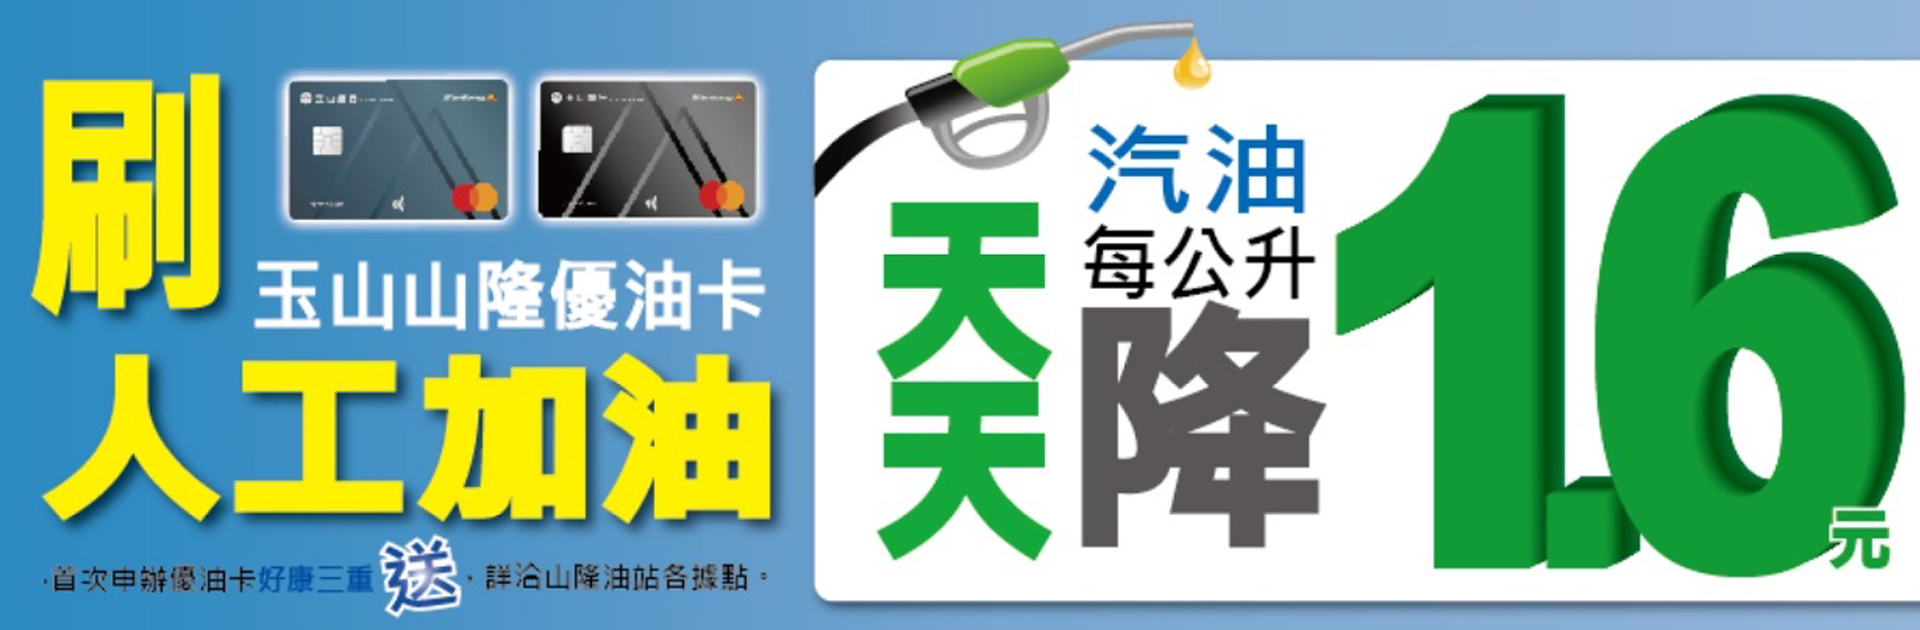 刷
玉山山隆優油卡
人工加油
·首次申辦優油卡好康三重送，詳洽山隆油站各據點。
天天
汽油
每公升
降
1.6元